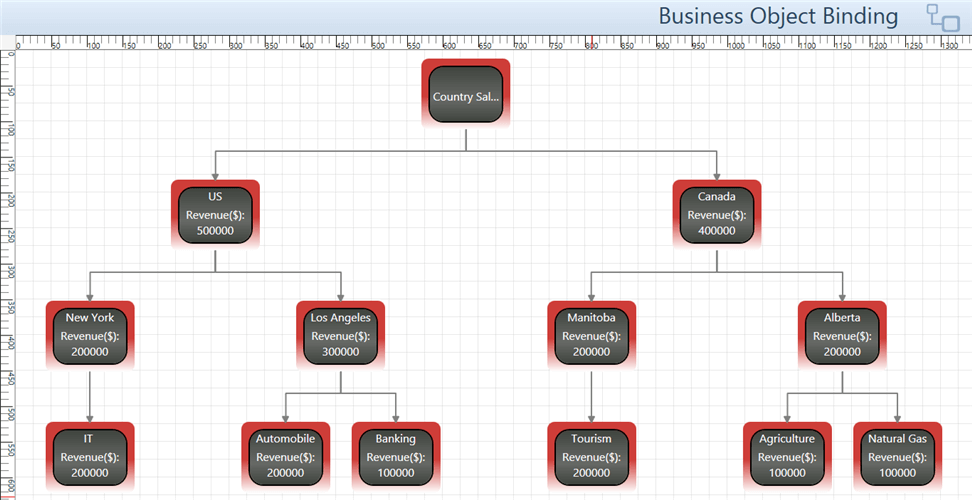 Business Object Binding
0 50 100 150 200 250 300 350 400 450 500 550 600 650 700 750 800 850 900 950 1000 1050 1100 1150 1200 1250 1300
0
50
100
150
200
250
300
350
400
450
500
550
600
Country Sal...
US
Revenue($):
500000
Canada
Revenue($):
400000
New York
Revenue($):
200000
Los Angeles
Revenue($):
300000
Manitoba
Revenue($):
200000
Alberta
Revenue($):
200000
IT
Revenue($):
200000
Automobile
Revenue($):
200000
Banking
Revenue($):
100000
Tourism
Revenue($):
200000
Agriculture
Revenue($):
100000
Natural Gas
Revenue($):
100000